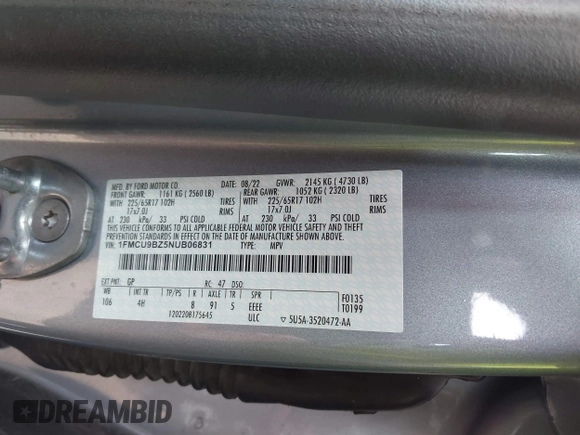 MFD. BY FORD MOTOR CO. DATE: 08/22 GVWR: 2145 KG ( 4730 LB)
FRONT GAWR: 1161 KG ( 2560 LB) REAR GAWR: 1052 KG ( 2320 LB)
WITH 225/65R17 102H TIRES WITH 225/65R17 102H TIRES
17x7.0J RIMS 17x7.0J RIMS
AT 230 kPa/ 33 PSI COLD AT 230 kPa/ 33 PSI COLD
THIS VEHICLE CONFORMS TO ALL APPLICABLE FEDERAL MOTOR VEHICLE SAFETY AND THEFT PREVENTION
STANDARDS IN EFFECT ON THE DATE OF MANUFACTURE SHOWN ABOVE.
VIN: 1FMCU9BZ5NUB06831 TYPE: MPV
EXT PNT: GP RC: 47 DSO:
WB INT TR TP/PS R AXLE TR SPR F0135
106 4H 8 91 5 EEEE T0199
1202208175645 ULC ▽ 5U5A-3520472-AA
DREAMBID